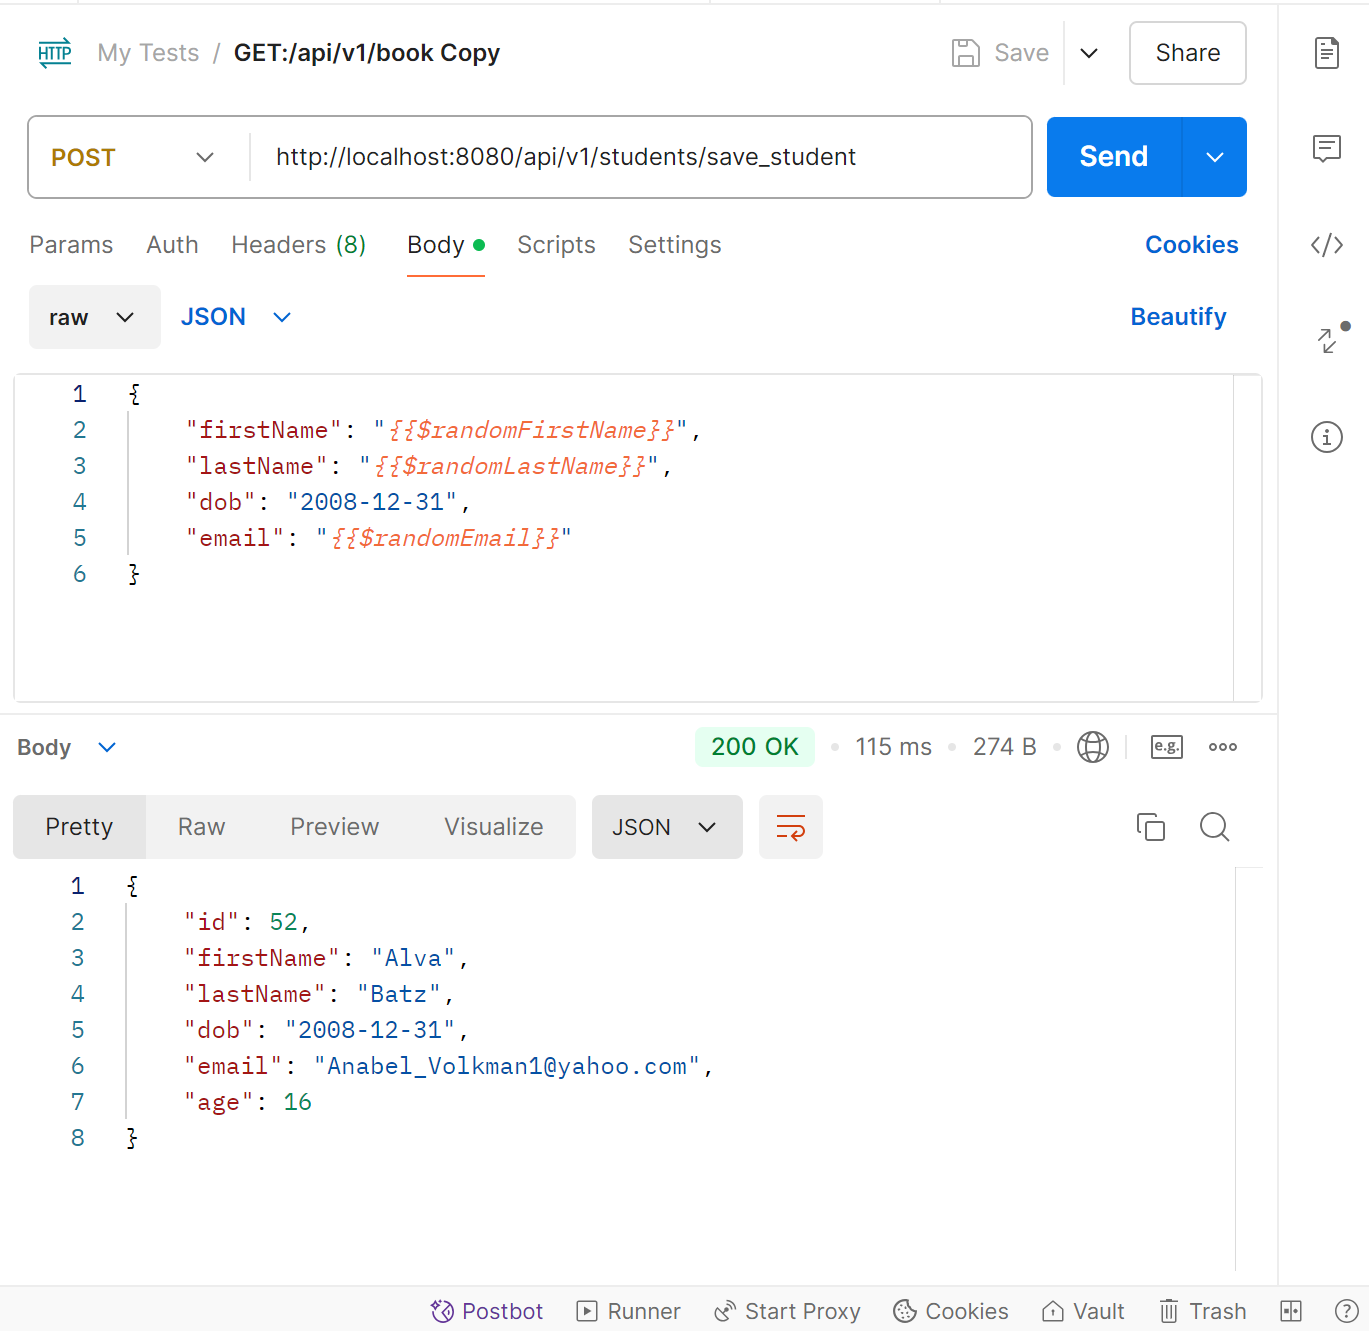 HTTP My Tests / GET:/api/v1/book Copy Save Share
POST http://localhost:8080/api/v1/students/save_student Send
Params Auth Headers (8) Body Scripts Settings Cookies
raw JSON Beautify
1 {
2 "firstName": "{{$randomFirstName}}",
3 "lastName": "{{$randomLastName}}",
4 "dob": "2008-12-31",
5 "email": "{{$randomEmail}}"
6 }
Body 200 OK 115 ms 274 B e.g.
Pretty Raw Preview Visualize JSON
1 {
2 "id": 52,
3 "firstName": "Alva",
4 "lastName": "Batz",
5 "dob": "2008-12-31",
6 "email": "Anabel_Volkman1@yahoo.com",
7 "age": 16
8 }
Postbot Runner Start Proxy Cookies Vault Trash